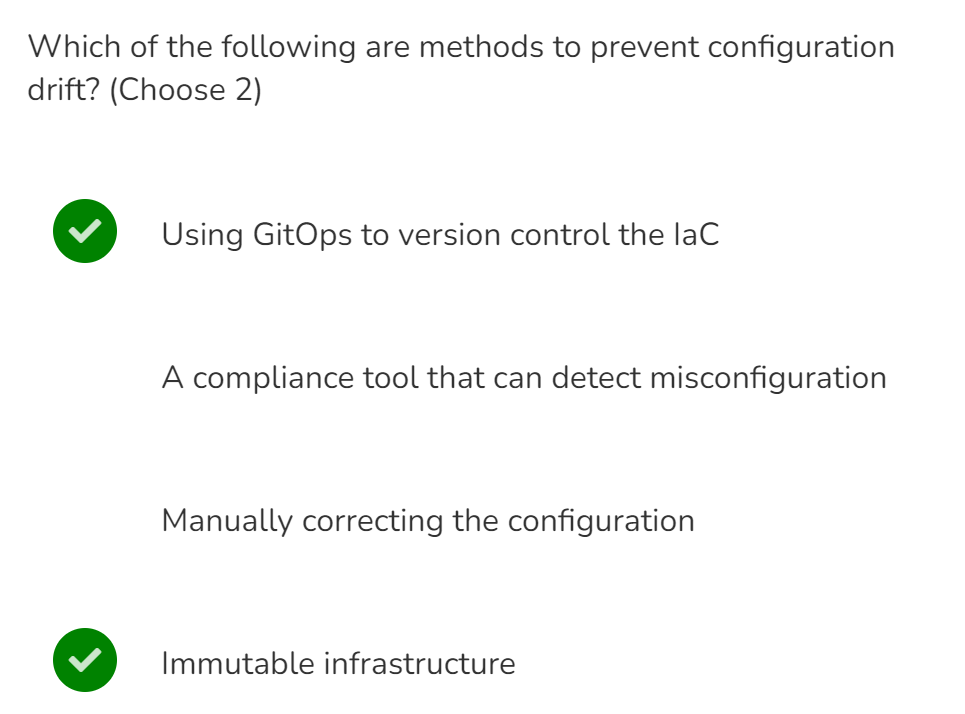 Which of the following are methods to prevent configuration
drift? (Choose 2)
Using GitOps to version control the IaC
A compliance tool that can detect misconfiguration
Manually correcting the configuration
Immutable infrastructure